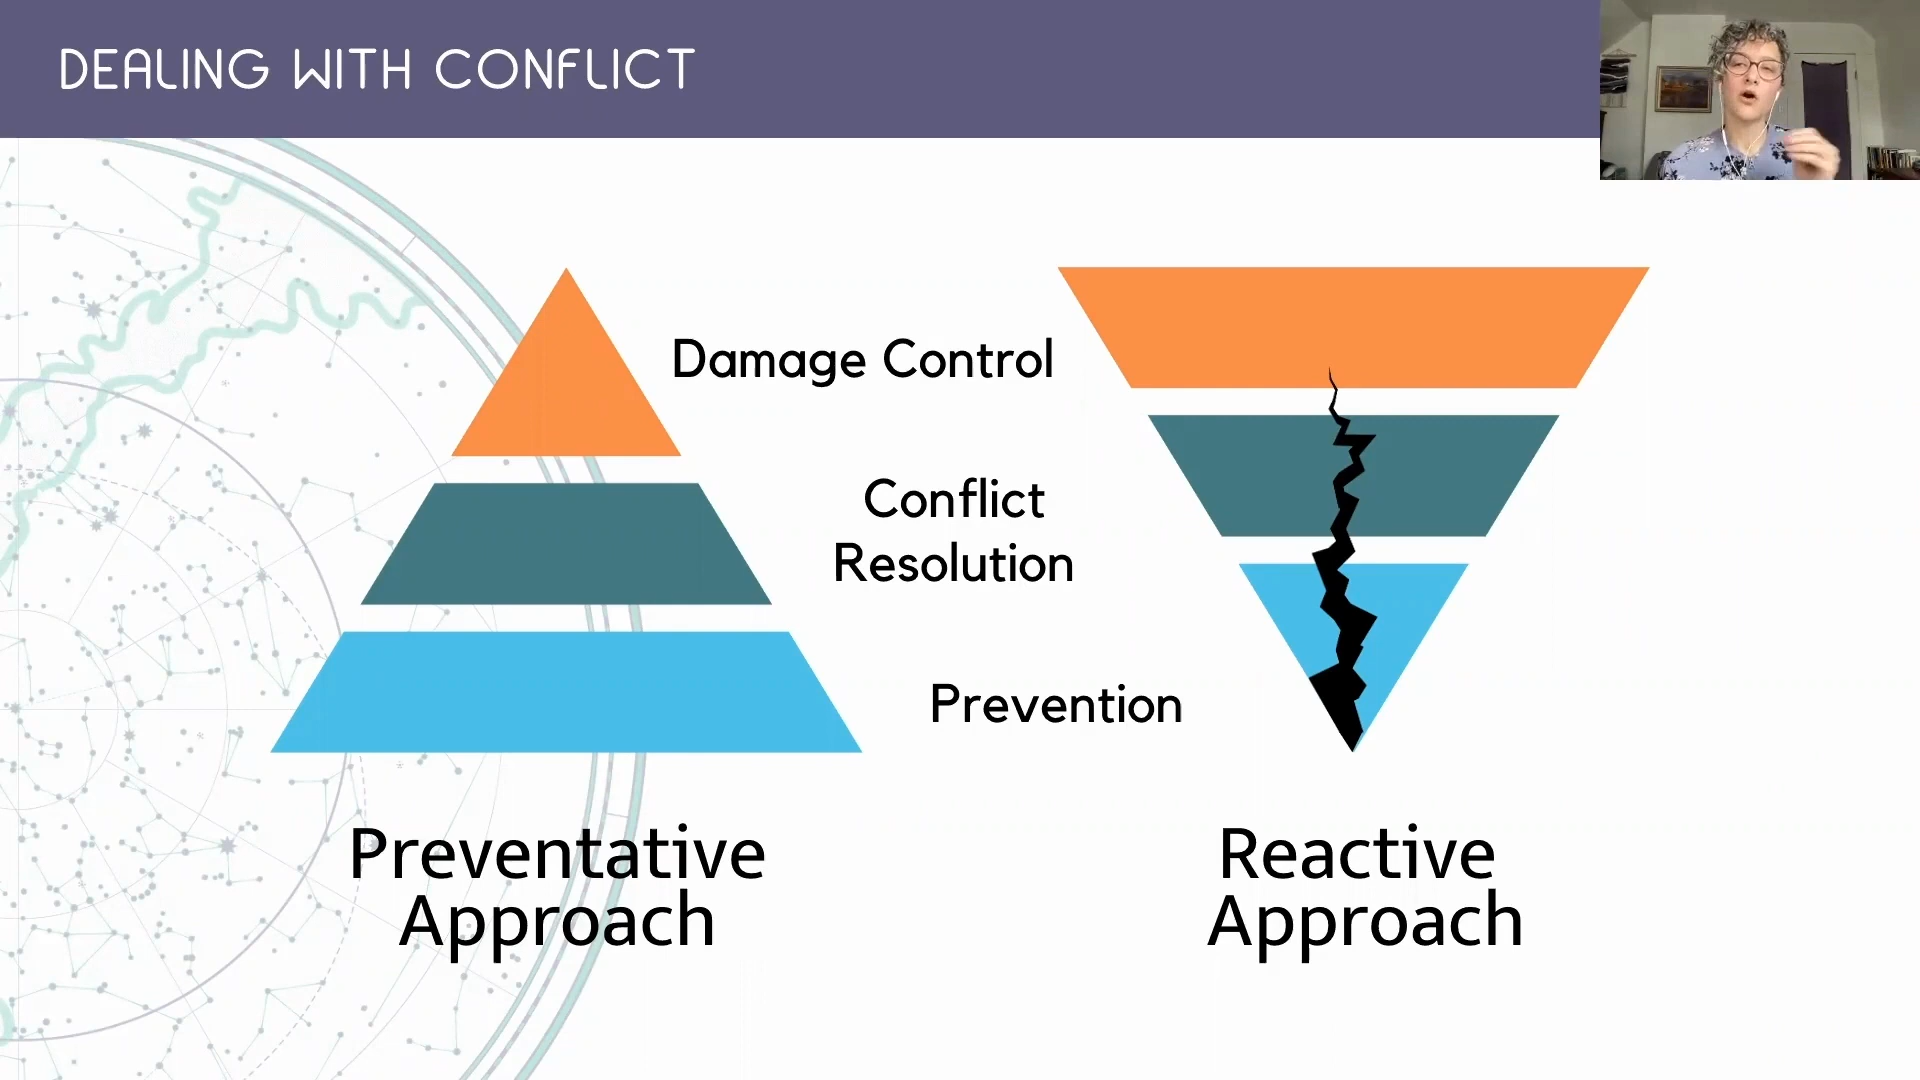 DEALING WITH CONFLICT
Damage Control
Conflict
Resolution
Prevention
Preventative
Approach
Reactive
Approach